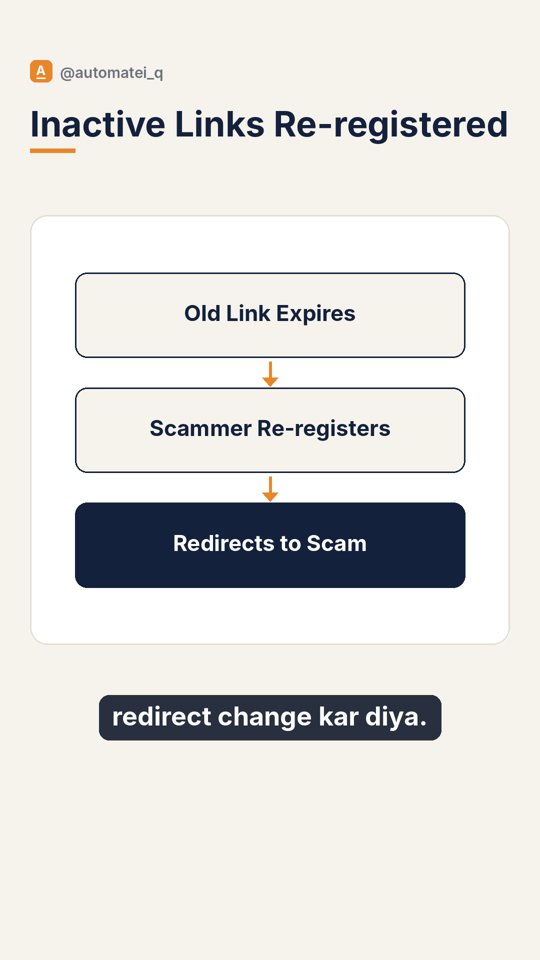 A
@automatei_q
Inactive Links Re-registered
Old Link Expires
Scammer Re-registers
Redirects to Scam
redirect change kar diya.